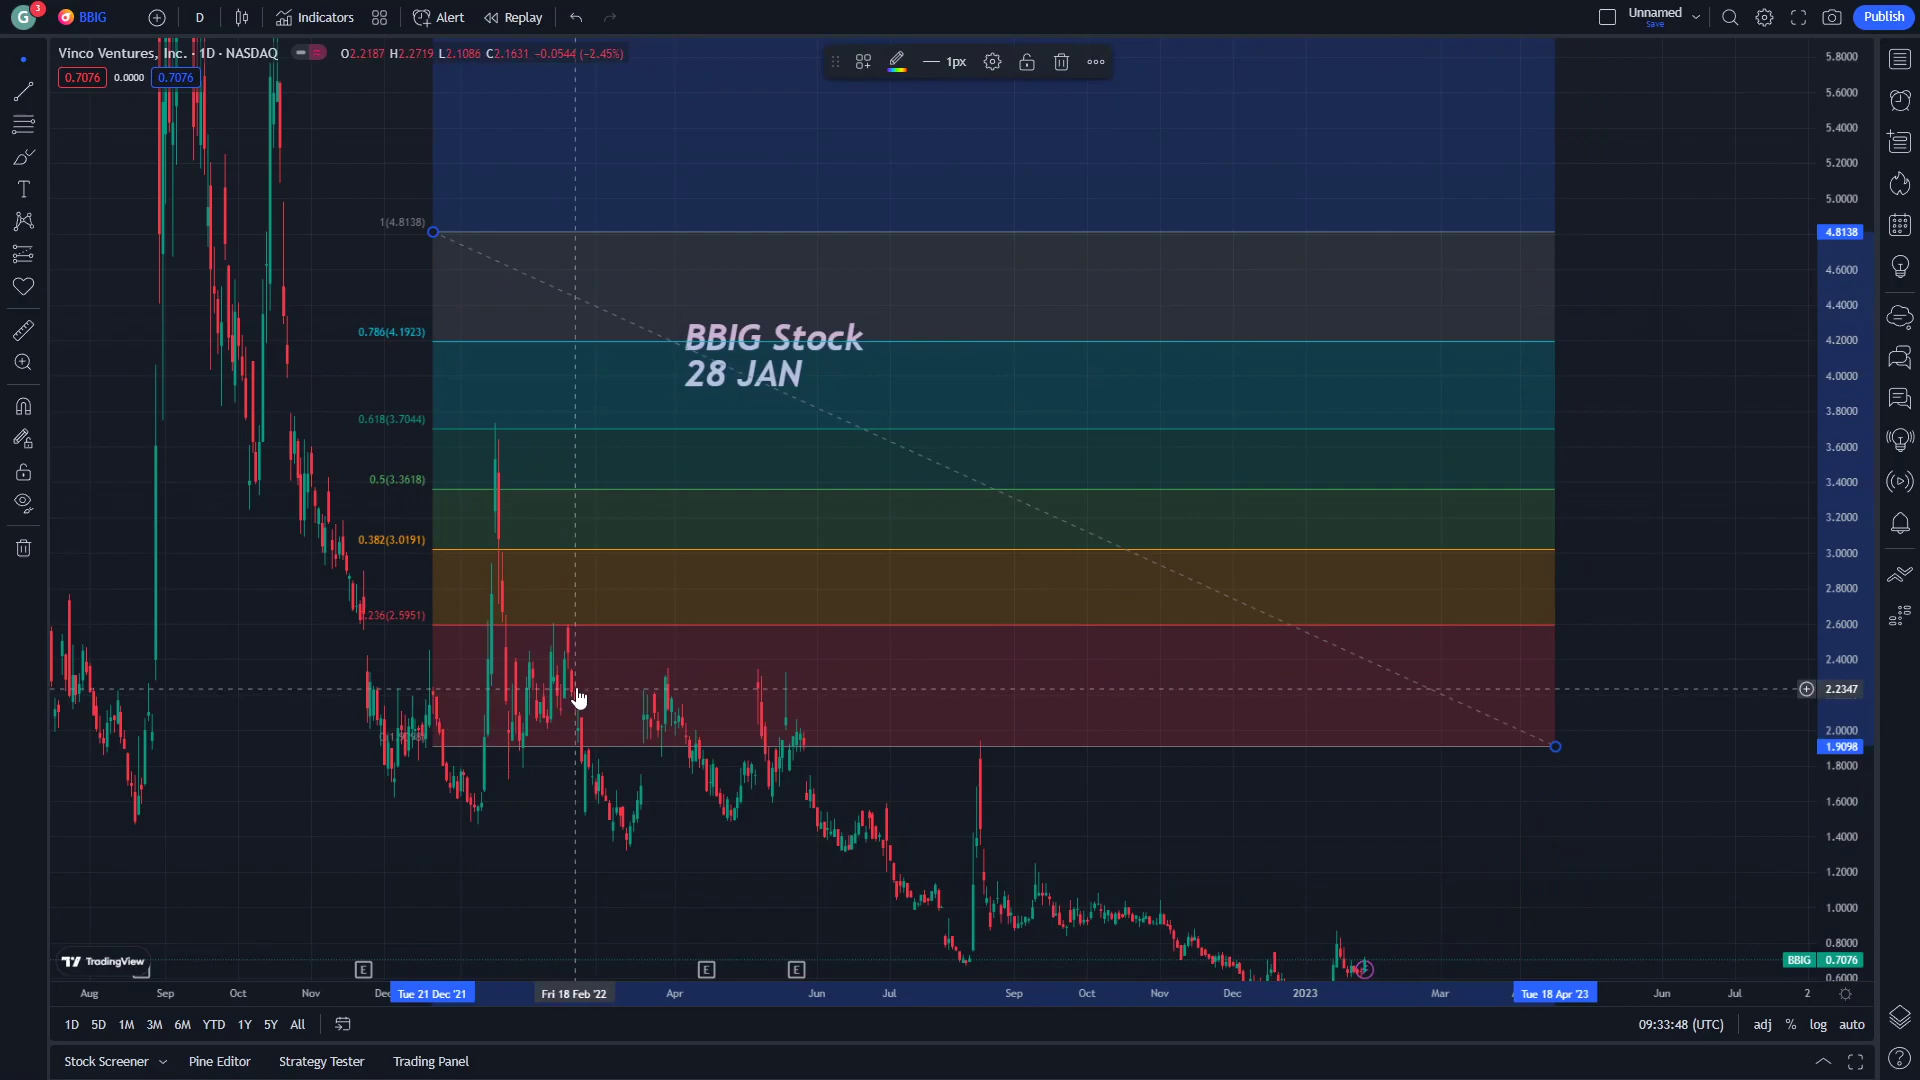 G 3 BBIG D Indicators Alert Replay Unnamed Save Publish
Vinco Ventures, Inc. · 1D · NASDAQ O2.2187 H2.2719 L2.1086 C2.1631 −0.0544 (−2.45%)
0.7076 0.0000 0.7076
1px
5.8000
5.6000
5.4000
5.2000
5.0000
1(4.8138)
4.8138
4.6000
4.4000
0.786(4.1923)
4.2000
BBIG Stock
28 JAN
4.0000
3.8000
0.618(3.7044)
3.6000
0.5(3.3618)
3.4000
3.2000
0.382(3.0191)
3.0000
2.8000
.236(2.5951)
2.6000
2.4000
2.2347
2.0000
1.9098
1.8000
1.6000
1.4000
1.2000
1.0000
0.8000
TradingView
BBIG 0.7076
E E E
0.6000
Aug Sep Oct Nov Dec Tue 21 Dec '21 Fri 18 Feb '22 Apr Jun Jul Sep Oct Nov Dec 2023 Mar Tue 18 Apr '23 Jun Jul 2
1D 5D 1M 3M 6M YTD 1Y 5Y All 09:33:48 (UTC) adj % log auto
Stock Screener Pine Editor Strategy Tester Trading Panel